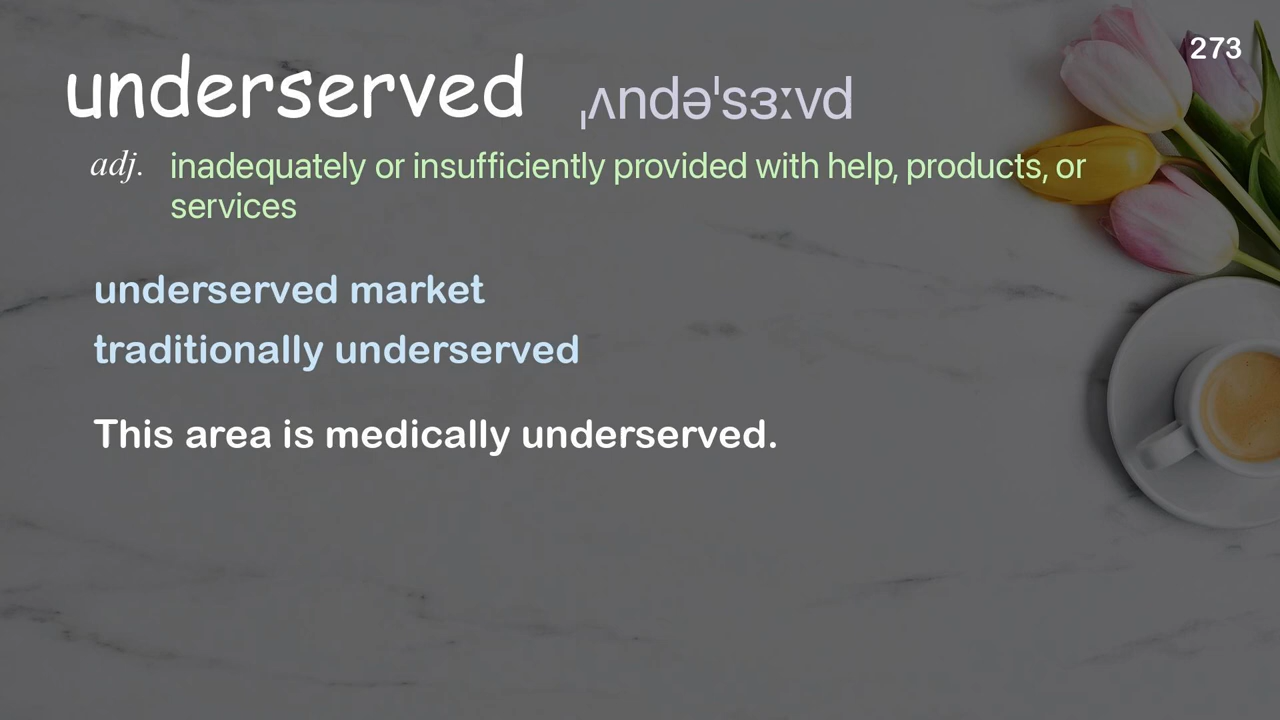 273
underserved ˌʌndəˈsɜːvd
adj. inadequately or insufficiently provided with help, products, or
services
underserved market
traditionally underserved
This area is medically underserved.